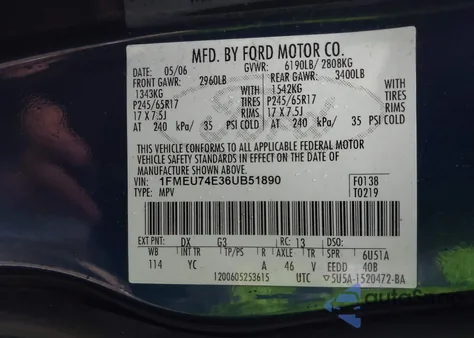 MFD. BY FORD MOTOR CO.
05/06 GVWR: 6190LB/ 2808KG
FRONT GAWR: 2960LB REAR GAWR: 3400LB
1343KG 1542KG
P245/65R17 TIRES P245/65R17 TIRES
17 X 7.5J RIMS 17 X 7.5J RIMS
AT 240 kPa/ 35 PSI COLD AT 240 kPa/ 35 PSI COLD
THIS VEHICLE CONFORMS TO ALL APPLICABLE FEDERAL MOTOR
VEHICLE SAFETY AND THEFT PREVENTION STANDARDS IN EFFECT ON THE DATE OF
MANUFACTURE SHOWN ABOVE.
VIN: 1FMEU74E36UB51890 F0138
TYPE: MPV T0219
EXT PNT: DX G3 RC: 13 DSO:
WB INT TR TP/PS R AXLE TR SPR 6U51A
114 YC A 46 V EEDD 40B
1200605253615 UTC 5U5A-1520472-BA